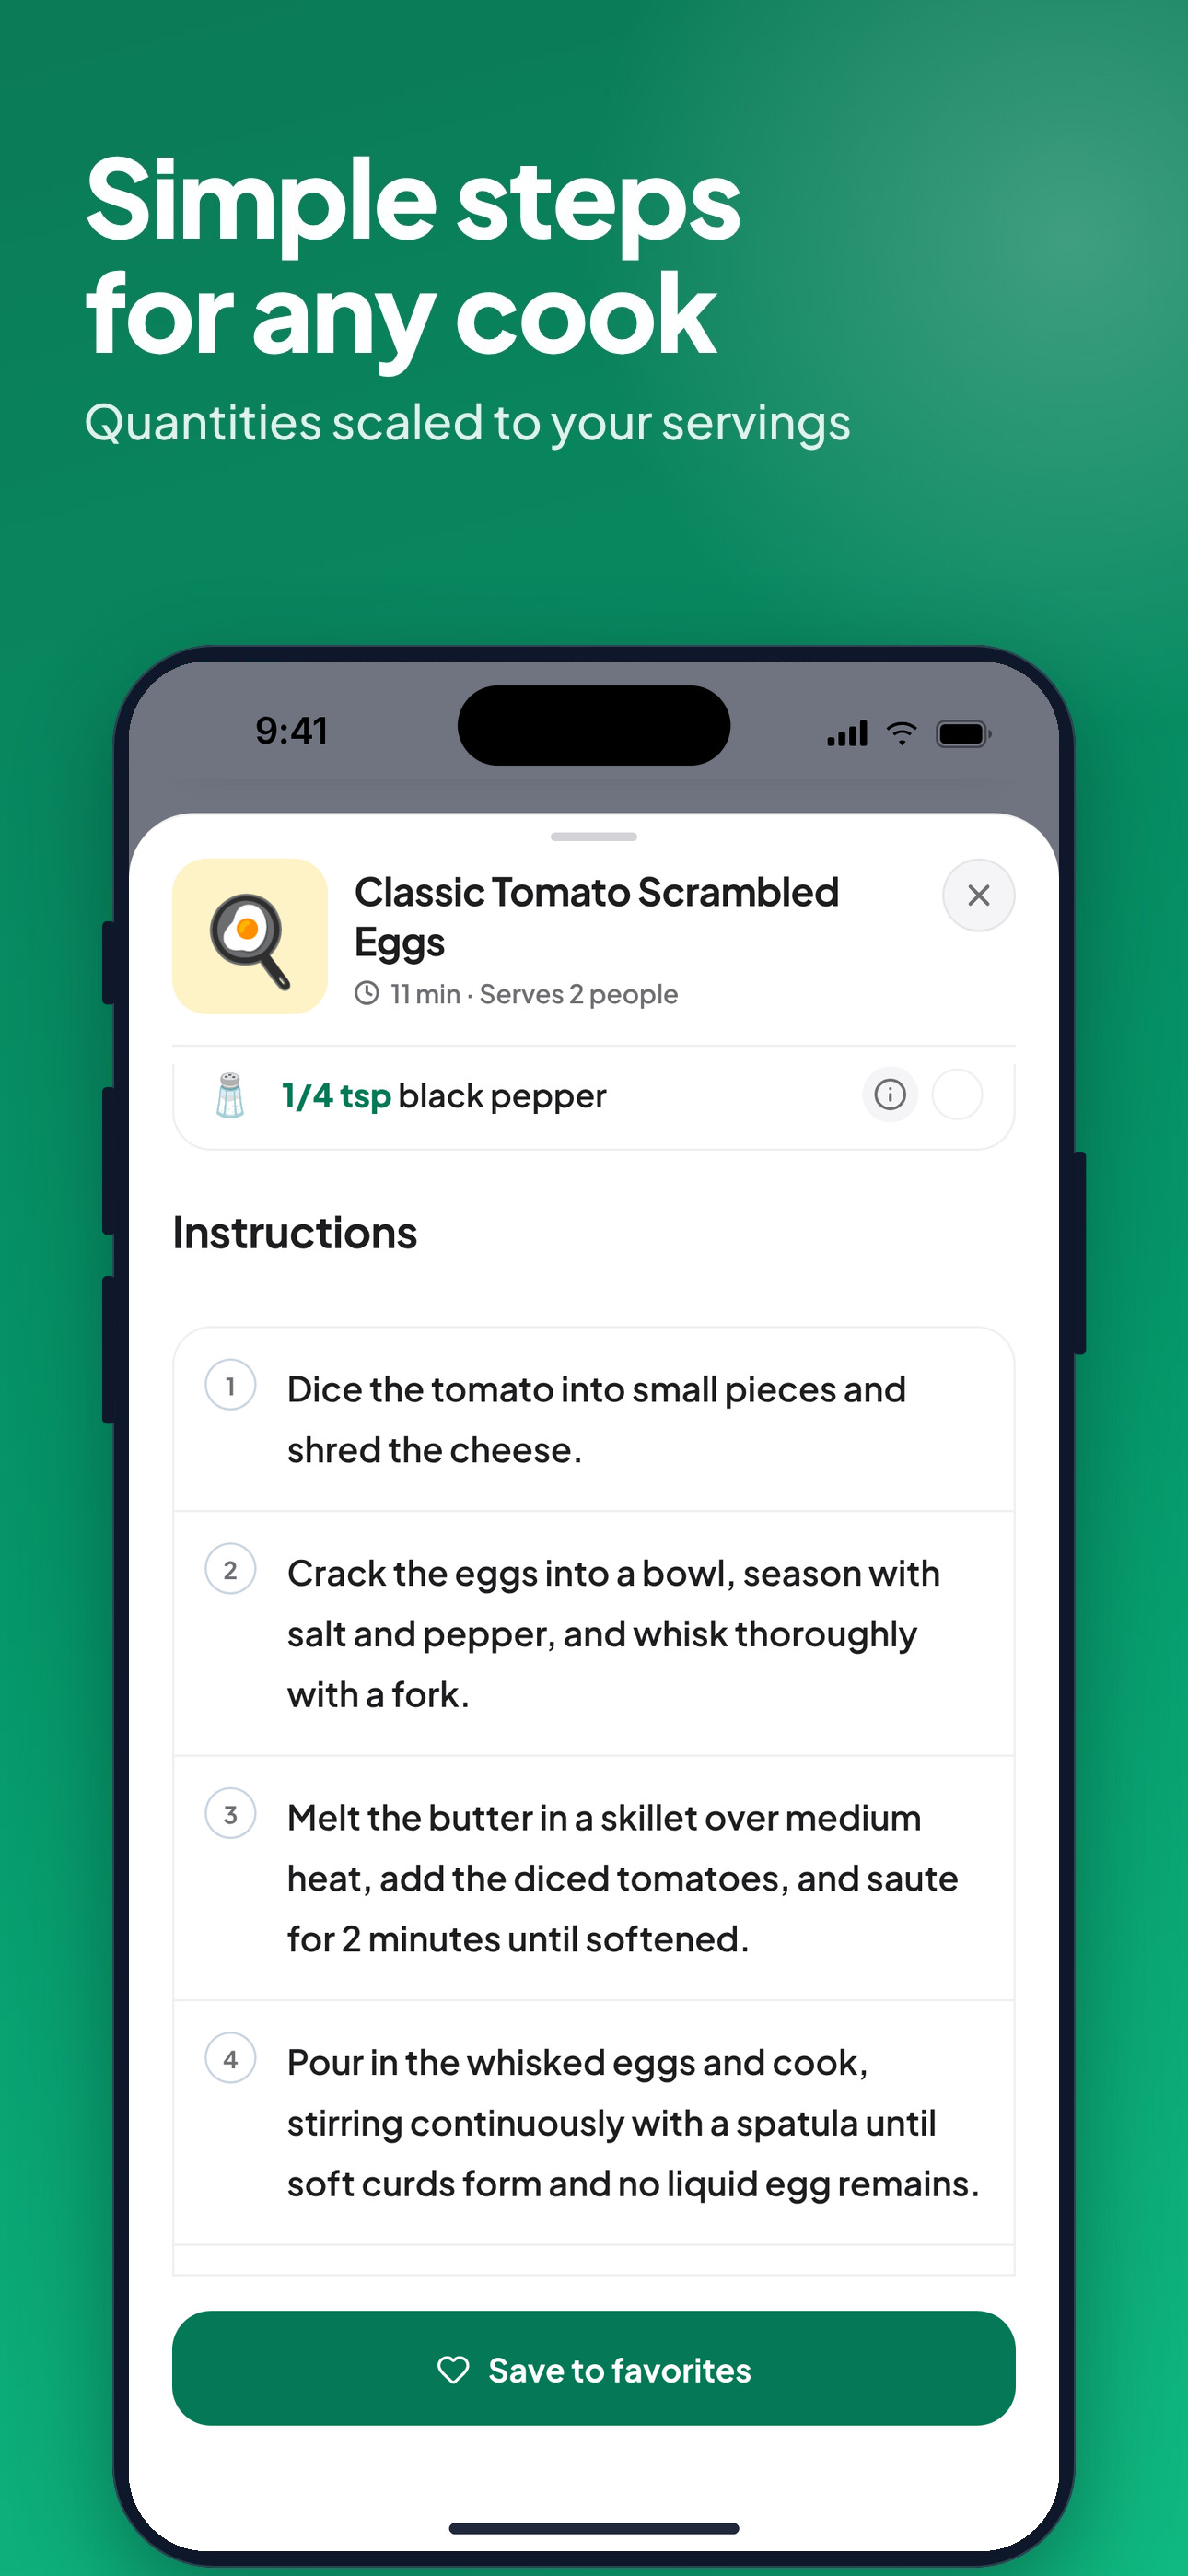 Simple steps
for any cook
Quantities scaled to your servings
9:41
Classic Tomato Scrambled
Eggs
11 min · Serves 2 people
1/4 tsp black pepper
Instructions
1 Dice the tomato into small pieces and
shred the cheese.
2 Crack the eggs into a bowl, season with
salt and pepper, and whisk thoroughly
with a fork.
3 Melt the butter in a skillet over medium
heat, add the diced tomatoes, and saute
for 2 minutes until softened.
4 Pour in the whisked eggs and cook,
stirring continuously with a spatula until
soft curds form and no liquid egg remains.
Save to favorites